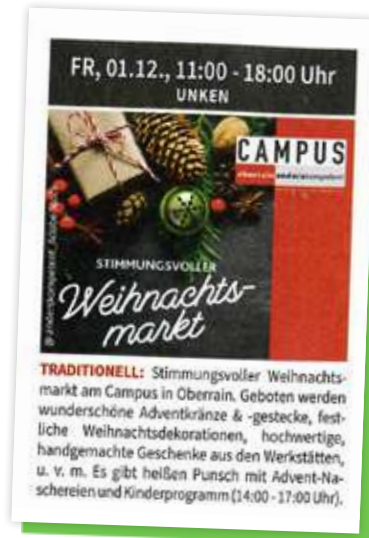 FR, 01.12., 11:00 - 18:00 Uhr
UNKEN
CAMPUS
oberrain anderskompetent
STIMMUNGSVOLLER
Weihnachts-
markt
TRADITIONELL: Stimmungsvoller Weihnachts-
markt am Campus in Oberrain. Geboten werden
wunderschöne Adventkränze & -gestecke, fest-
liche Weihnachtsdekorationen, hochwertige,
handgemachte Geschenke aus den Werkstätten,
u. v. m. Es gibt heißen Punsch mit Advent-Na-
schereien und Kinderprogramm (14:00 - 17:00 Uhr).